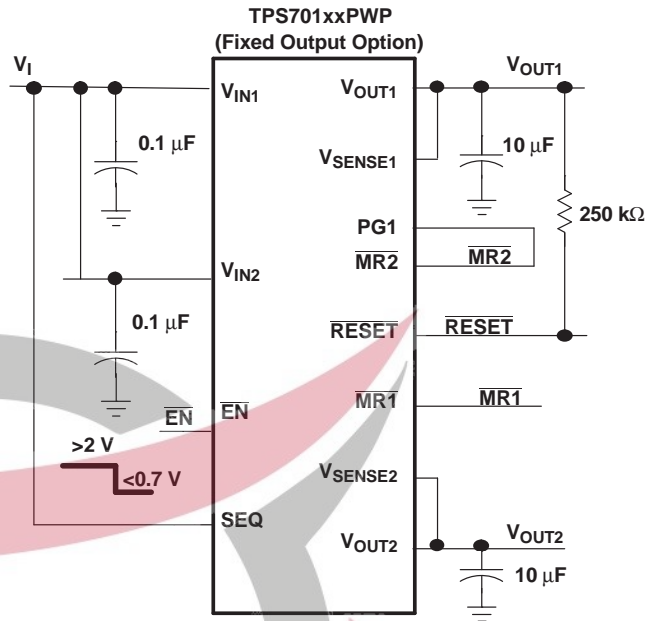 TPS701xxPWP
(Fixed Output Option)
VI
VIN1
VOUT1
VOUT1
0.1 μF
VSENSE1
10 μF
250 kΩ
PG1
MR2
MR2
VIN2
0.1 μF
RESET
RESET
EN
EN
MR1
MR1
>2 V
<0.7 V
VSENSE2
SEQ
VOUT2
VOUT2
10 μF